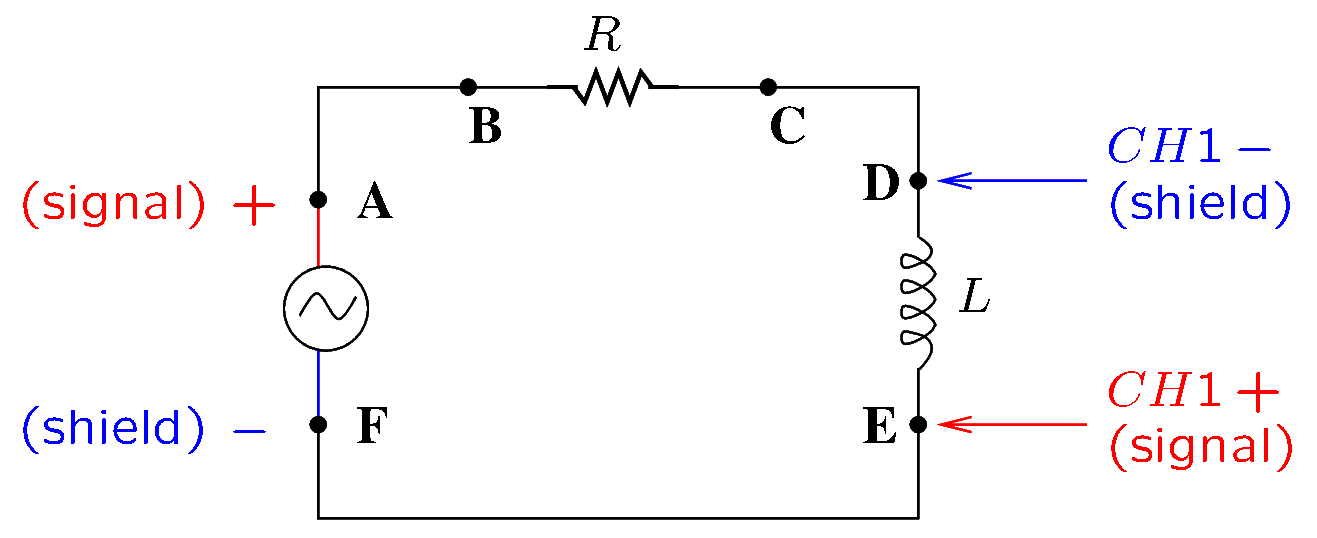 R
B
C
CH1 −
(shield)
D
(signal) +
A
L
CH1 +
(signal)
(shield) −
F
E